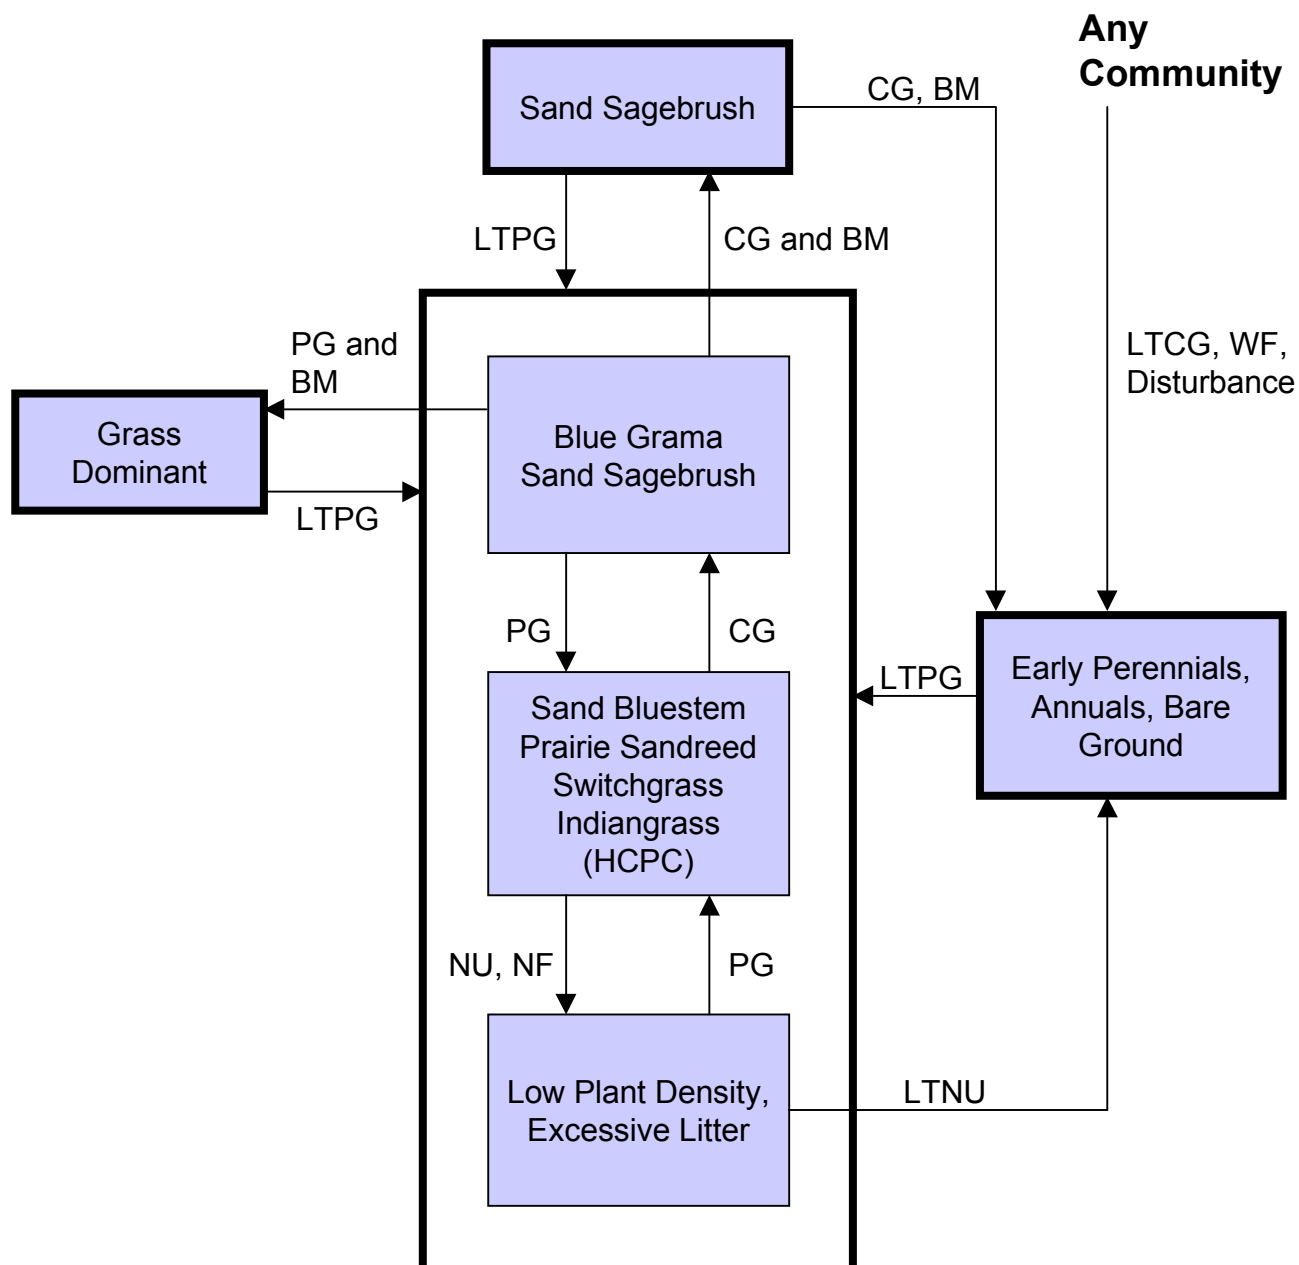 Any
Community
Sand Sagebrush
CG, BM
LTPG
CG and BM
PG and
BM
LTCG, WF,
Disturbance
Grass
Dominant
Blue Grama
Sand Sagebrush
LTPG
PG
CG
LTPG
Early Perennials,
Annuals, Bare
Ground
Sand Bluestem
Prairie Sandreed
Switchgrass
Indiangrass
(HCPC)
NU, NF
PG
Low Plant Density,
Excessive Litter
LTNU